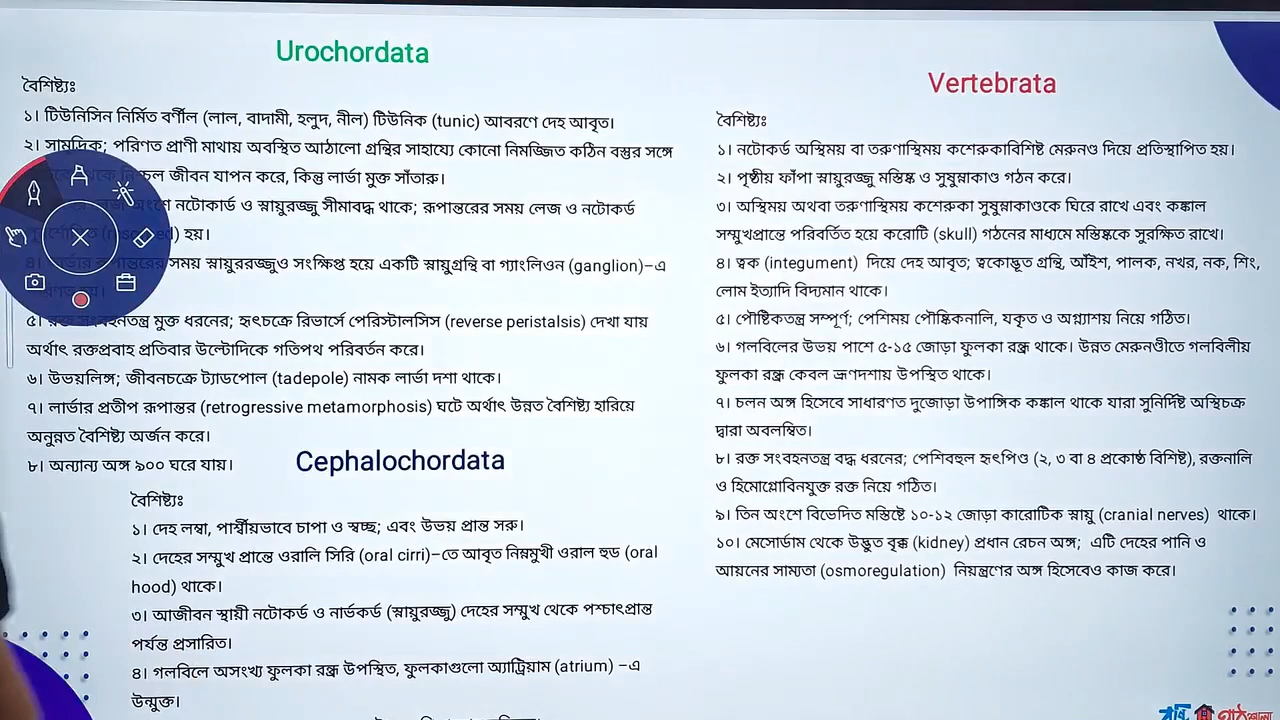 Urochordata
বৈশিষ্ট্যঃ
১। টিউনিসিন নির্মিত বর্ণীল (লাল, বাদামী, হলুদ, নীল) টিউনিক (tunic) আবরণে দেহ আবৃত।
২। সামুদ্রিক; পরিণত প্রাণী মাথায় অবস্থিত আঠালো গ্রন্থির সাহায্যে কোনো নিমজ্জিত কঠিন বস্তুর সঙ্গে
জীবন যাপন করে, কিন্তু লার্ভা মুক্ত সাঁতারু।
অংশে নটোকার্ড ও স্নায়ুরজ্জু সীমাবদ্ধ থাকে; রূপান্তরের সময় লেজ ও নটোকর্ড
হয়।
৪। লার্ভার রূপান্তরের সময় স্নায়ুররজ্জুও সংক্ষিপ্ত হয়ে একটি স্নায়ুগ্রন্থি বা গ্যাংলিওন (ganglion)–এ
হয়।
৫। রক্ত সংবহনতন্ত্র মুক্ত ধরনের; হৃৎচক্রে রিভার্সে পেরিস্টালসিস (reverse peristalsis) দেখা যায়
অর্থাৎ রক্তপ্রবাহ প্রতিবার উল্টোদিকে গতিপথ পরিবর্তন করে।
৬। উভয়লিঙ্গ; জীবনচক্রে ট্যাডপোল (tadepole) নামক লার্ভা দশা থাকে।
৭। লার্ভার প্রতীপ রূপান্তর (retrogressive metamorphosis) ঘটে অর্থাৎ উন্নত বৈশিষ্ট্য হারিয়ে
অনুন্নত বৈশিষ্ট্য অর্জন করে।
৮। অন্যান্য অঙ্গ ৯০০ ঘরে যায়।
Cephalochordata
বৈশিষ্ট্যঃ
১। দেহ লম্বা, পার্শ্বীয়ভাবে চাপা ও স্বচ্ছ; এবং উভয় প্রান্ত সরু।
২। দেহের সম্মুখ প্রান্তে ওরালি সিরি (oral cirri)–তে আবৃত নিম্নমুখী ওরাল হুড (oral
hood) থাকে।
৩। আজীবন স্থায়ী নটোকর্ড ও নার্ভকর্ড (স্নায়ুরজ্জু) দেহের সম্মুখ থেকে পশ্চাৎপ্রান্ত
পর্যন্ত প্রসারিত।
৪। গলবিলে অসংখ্য ফুলকা রন্ধ্র উপস্থিত, ফুলকাগুলো অ্যাট্রিয়াম (atrium) –এ
উন্মুক্ত।
Vertebrata
বৈশিষ্ট্যঃ
১। নটোকর্ড অস্থিময় বা তরুণাস্থিময় কশেরুকাবিশিষ্ট মেরুদণ্ড দিয়ে প্রতিস্থাপিত হয়।
২। পৃষ্ঠীয় ফাঁপা স্নায়ুরজ্জু মস্তিষ্ক ও সুষুম্নাকাণ্ড গঠন করে।
৩। অস্থিময় অথবা তরুণাস্থিময় কশেরুকা সুষুম্নাকাণ্ডকে ঘিরে রাখে এবং কঙ্কাল
সম্মুখপ্রান্তে পরিবর্তিত হয়ে করোটি (skull) গঠনের মাধ্যমে মস্তিষ্ককে সুরক্ষিত রাখে।
৪। ত্বক (integument) দিয়ে দেহ আবৃত; ত্বকোদ্ভূত গ্রন্থি, আঁইশ, পালক, নখর, নক, শিং,
লোম ইত্যাদি বিদ্যমান থাকে।
৫। পৌষ্টিকতন্ত্র সম্পূর্ণ; পেশিময় পৌষ্টিকনালি, যকৃত ও অগ্ন্যাশয় নিয়ে গঠিত।
৬। গলবিলের উভয় পাশে ৫-১৫ জোড়া ফুলকা রন্ধ্র থাকে। উন্নত মেরুদণ্ডীতে গলবিলীয়
ফুলকা রন্ধ্র কেবল ভ্রূণদশায় উপস্থিত থাকে।
৭। চলন অঙ্গ হিসেবে সাধারণত দুজোড়া উপাঙ্গিক কঙ্কাল থাকে যারা সুনির্দিষ্ট অস্থিচক্র
দ্বারা অবলম্বিত।
৮। রক্ত সংবহনতন্ত্র বদ্ধ ধরনের; পেশিবহুল হৃৎপিণ্ড (২, ৩ বা ৪ প্রকোষ্ঠ বিশিষ্ট), রক্তনালি
ও হিমোগ্লোবিনযুক্ত রক্ত নিয়ে গঠিত।
৯। তিন অংশে বিভেদিত মস্তিষ্টে ১০-১২ জোড়া কারোটিক স্নায়ু (cranial nerves) থাকে।
১০। মেসোর্ডাম থেকে উদ্ভুত বৃক্ক (kidney) প্রধান রেচন অঙ্গ; এটি দেহের পানি ও
আয়নের সাম্যতা (osmoregulation) নিয়ন্ত্রণের অঙ্গ হিসেবেও কাজ করে।